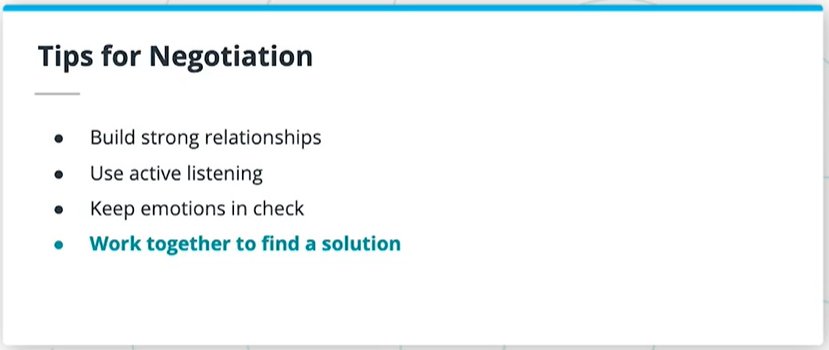 Tips for Negotiation
● Build strong relationships
● Use active listening
● Keep emotions in check
● Work together to find a solution